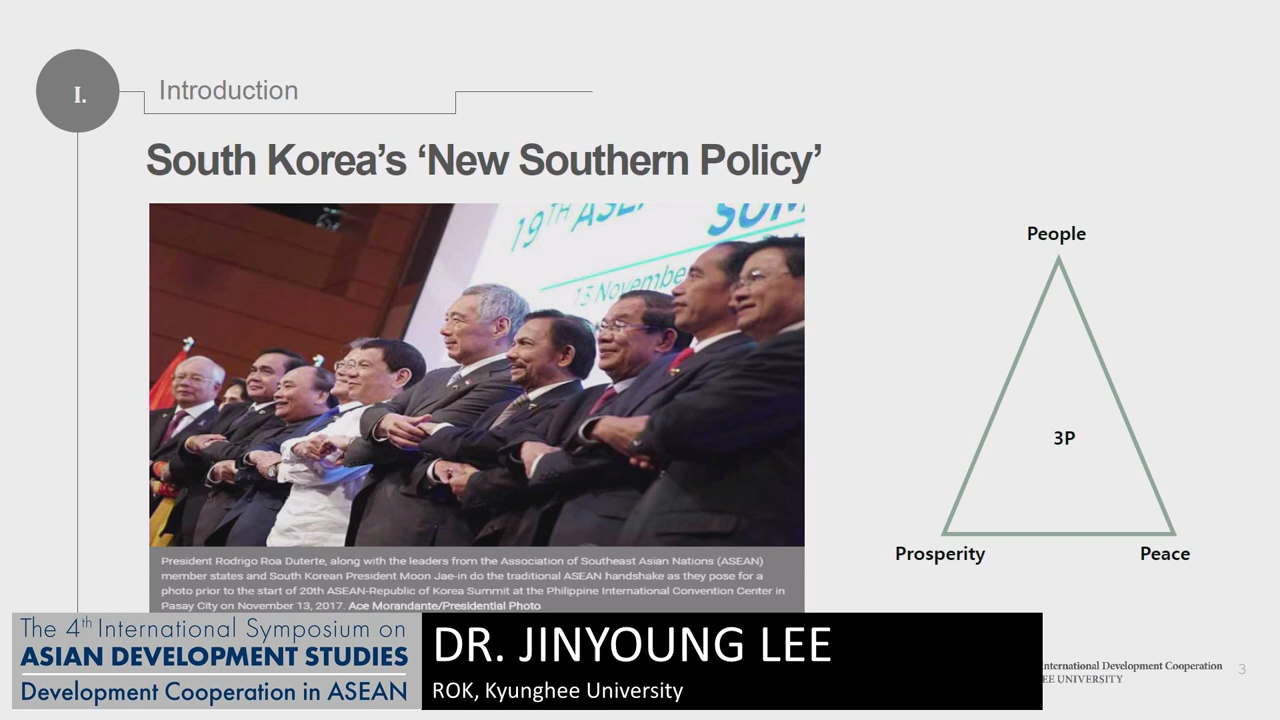 I.
Introduction
South Korea’s ‘New Southern Policy’
19TH ASE
SUM
13 November
President Rodrigo Roa Duterte, along with the leaders from the Association of Southeast Asian Nations (ASEAN)
member states and South Korean President Moon Jae-in do the traditional ASEAN handshake as they pose for a
photo prior to the start of 20th ASEAN-Republic of Korea Summit at the Philippine International Convention Center in
Pasay City on November 13, 2017. Ace Morandante/Presidential Photo
People
3P
Prosperity
Peace
The 4th International Symposium on
ASIAN DEVELOPMENT STUDIES
Development Cooperation in ASEAN
DR. JINYOUNG LEE
ROK, Kyunghee University
nternational Development Cooperation
EE UNIVERSITY
3